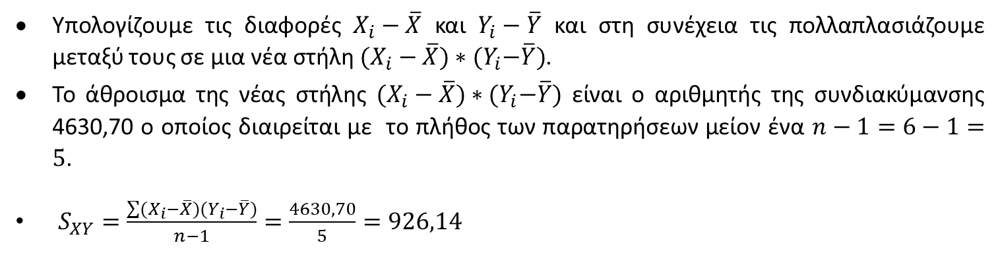 • Υπολογίζουμε τις διαφορές $X_i - \bar{X}$ και $Y_i - \bar{Y}$ και στη συνέχεια τις πολλαπλασιάζουμε
μεταξύ τους σε μια νέα στήλη $(X_i - \bar{X}) * (Y_i - \bar{Y})$.
• Το άθροισμα της νέας στήλης $(X_i - \bar{X}) * (Y_i - \bar{Y})$ είναι ο αριθμητής της συνδιακύμανσης
4630,70 ο οποίος διαιρείται με το πλήθος των παρατηρήσεων μείον ένα $n - 1 = 6 - 1 =$
5.
• $S_{XY} = \frac{\sum (X_i - \bar{X})(Y_i - \bar{Y})}{n-1} = \frac{4630,70}{5} = 926,14$